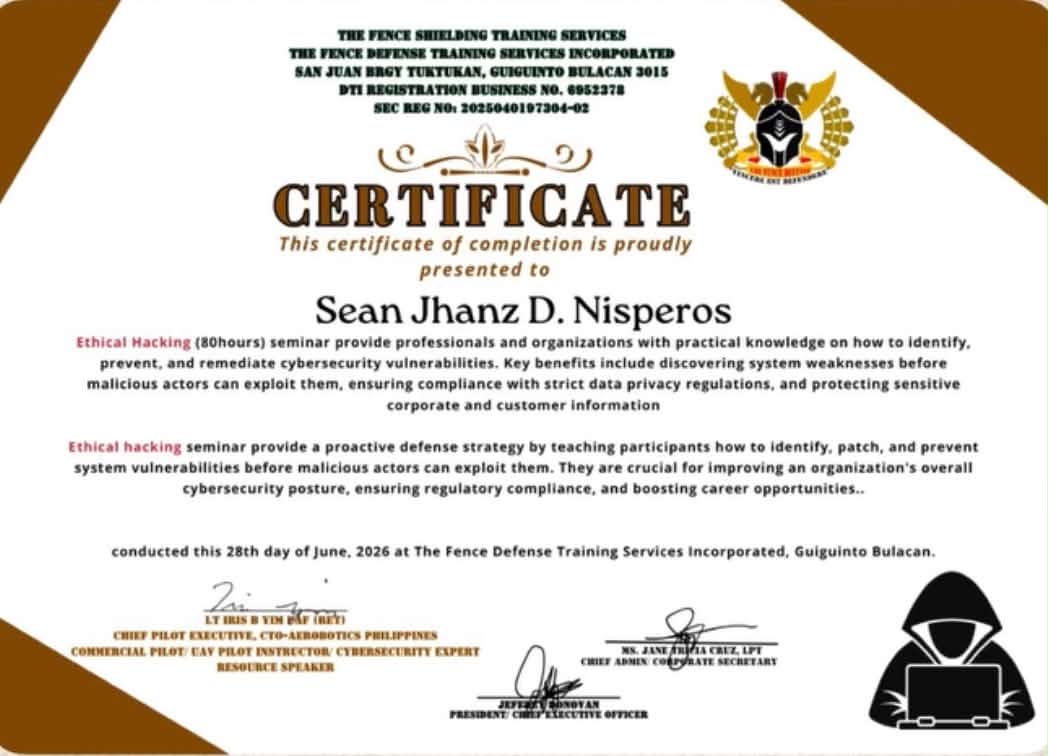 THE FENCE SHIELDING TRAINING SERVICES
THE FENCE DEFENSE TRAINING SERVICES INCORPORATED
SAN JUAN BRGY TUKTUKAN, GUIGUINTO BULACAN 3015
DTI REGISTRATION BUSINESS NO. 6952378
SEC REG NO: 2025040197304-02
THE FENCE DEFENSE
VINCERE EST DEFENDERE
CERTIFICATE
This certificate of completion is proudly
presented to
Sean Jhanz D. Nisperos
Ethical Hacking (80hours) seminar provide professionals and organizations with practical knowledge on how to identify,
prevent, and remediate cybersecurity vulnerabilities. Key benefits include discovering system weaknesses before
malicious actors can exploit them, ensuring compliance with strict data privacy regulations, and protecting sensitive
corporate and customer information
Ethical hacking seminar provide a proactive defense strategy by teaching participants how to identify, patch, and prevent
system vulnerabilities before malicious actors can exploit them. They are crucial for improving an organization's overall
cybersecurity posture, ensuring regulatory compliance, and boosting career opportunities..
conducted this 28th day of June, 2026 at The Fence Defense Training Services Incorporated, Guiguinto Bulacan.
LT IRIS B YIM PAF (RET)
CHIEF PILOT EXECUTIVE, CTO-AEROBOTICS PHILIPPINES
COMMERCIAL PILOT/ UAV PILOT INSTRUCTOR/ CYBERSECURITY EXPERT
RESOURCE SPEAKER
MS. JANE CRUZ, LPT
CHIEF ADMIN/ CORPORATE SECRETARY
JEFFREY DONOVAN
PRESIDENT/ CHIEF EXECUTIVE OFFICER